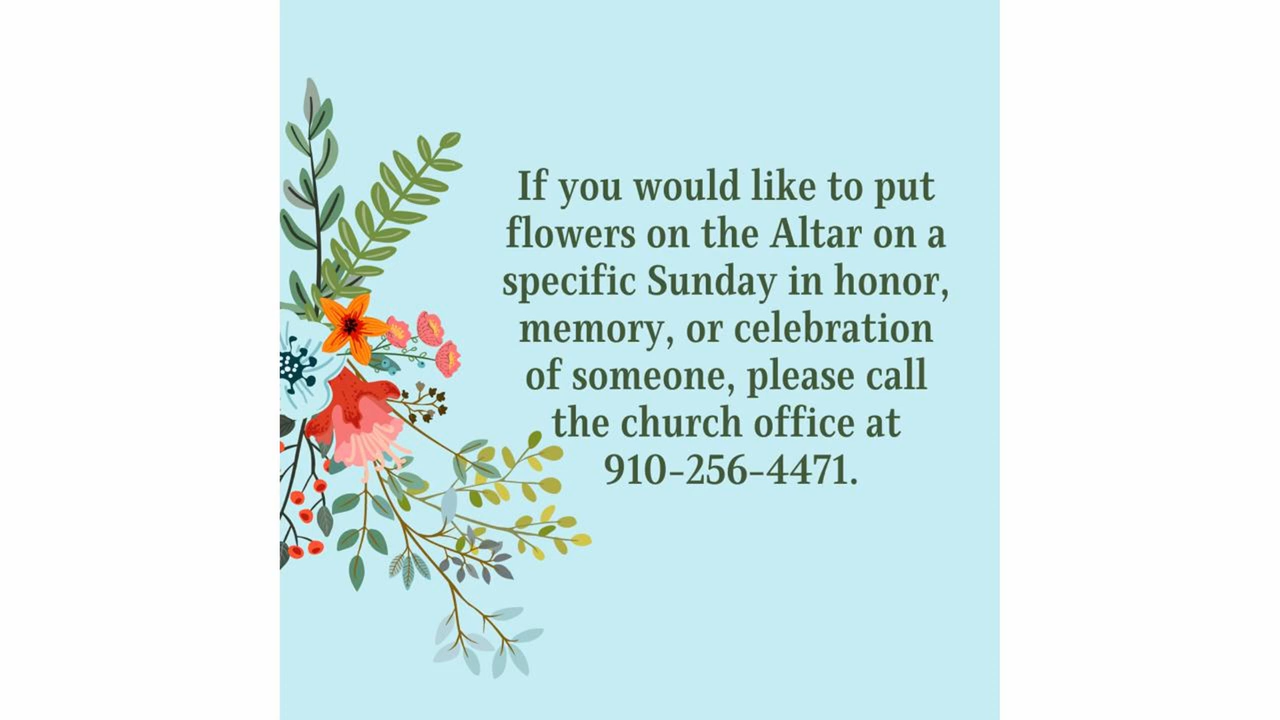 If you would like to put
flowers on the Altar on a
specific Sunday in honor,
memory, or celebration
of someone, please call
the church office at
910-256-4471.